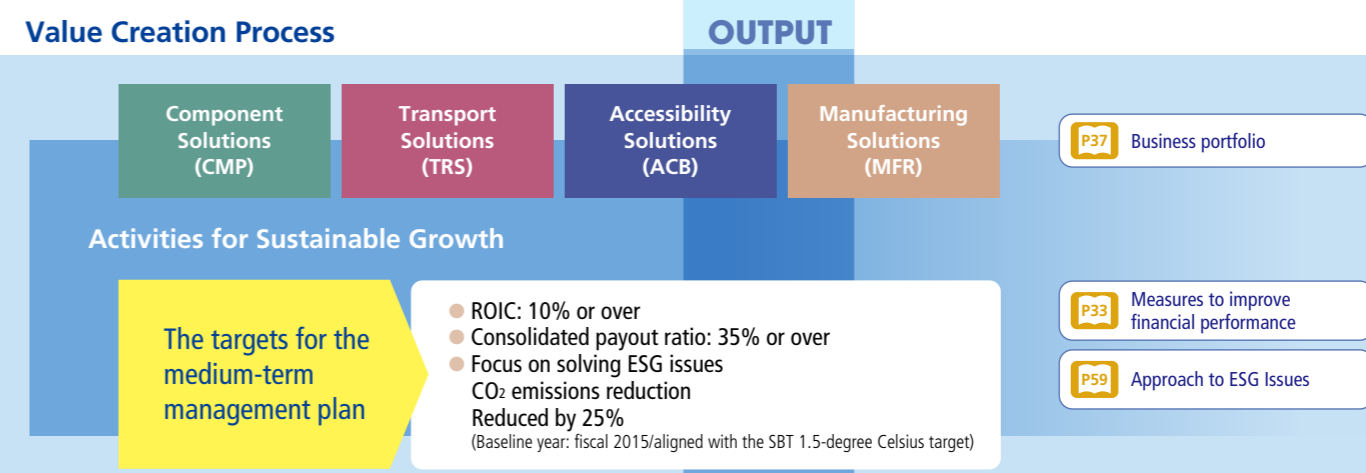 Value Creation Process
OUTPUT
Component
Solutions
(CMP)
Transport
Solutions
(TRS)
Accessibility
Solutions
(ACB)
Manufacturing
Solutions
(MFR)
P37 Business portfolio
Activities for Sustainable Growth
The targets for the
medium-term
management plan
ROIC: 10% or over
Consolidated payout ratio: 35% or over
Focus on solving ESG issues
CO2 emissions reduction
Reduced by 25%
(Baseline year: fiscal 2015/aligned with the SBT 1.5-degree Celsius target)
P33 Measures to improve
financial performance
P59 Approach to ESG Issues